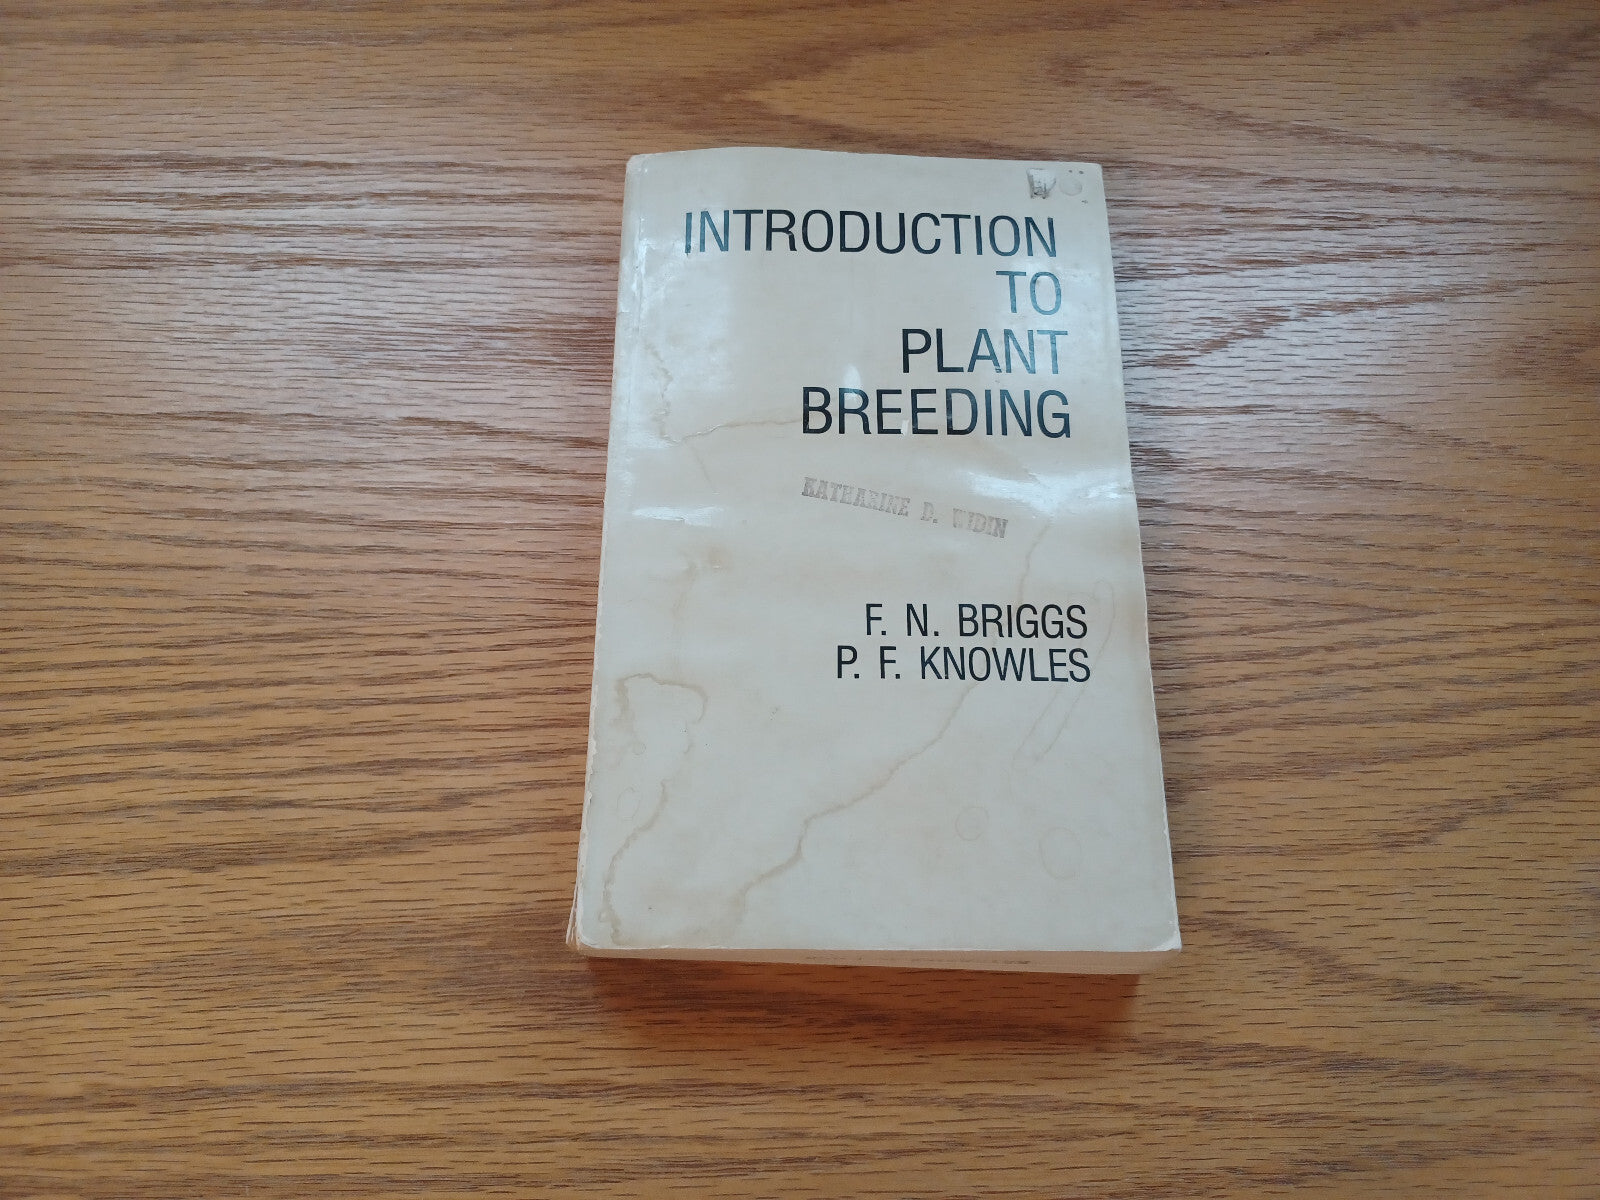 INTRODUCTION
TO
PLANT
BREEDING
KATHARINE D. WIDIN
F. N. BRIGGS
P. F. KNOWLES